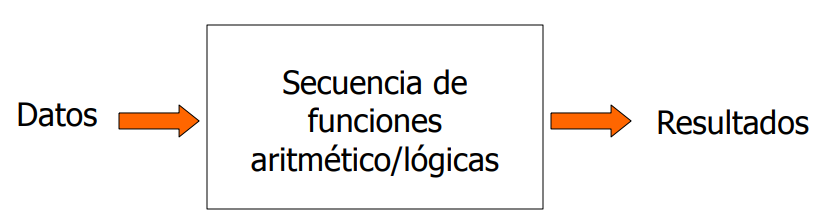 Datos
Secuencia de
funciones
aritmético/lógicas
Resultados